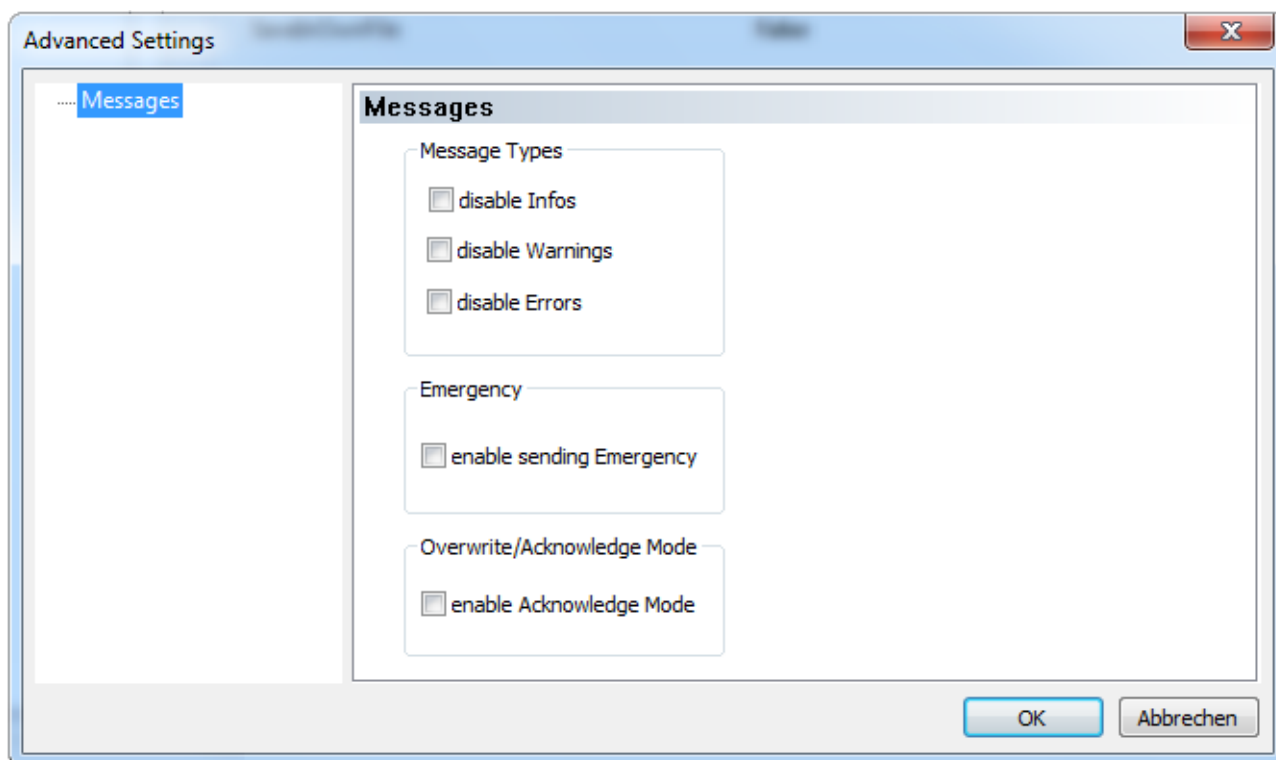 Advanced Settings
Messages
Messages
Message Types
disable Infos
disable Warnings
disable Errors
Emergency
enable sending Emergency
Overwrite/Acknowledge Mode
enable Acknowledge Mode
OK
Abbrechen